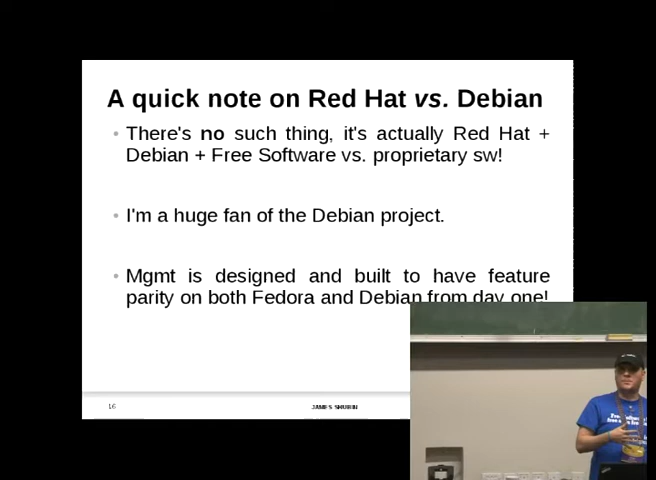 A quick note on Red Hat vs. Debian
There's no such thing, it's actually Red Hat +
Debian + Free Software vs. proprietary sw!
I'm a huge fan of the Debian project.
Mgmt is designed and built to have feature
parity on both Fedora and Debian from day one!
16
JAMES SHUBIN